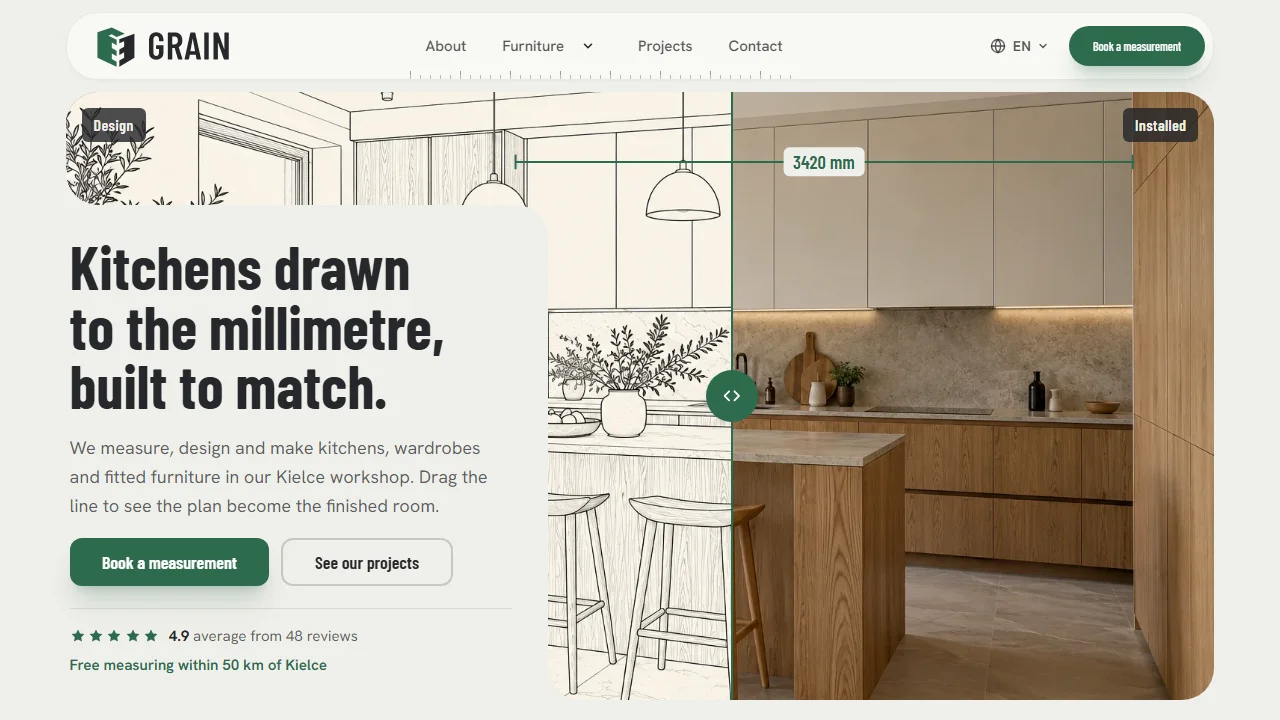 GRAIN
About
Furniture
Projects
Contact
EN
Book a measurement
Design
Installed
3420 mm
Kitchens drawn
to the millimetre,
built to match.
We measure, design and make kitchens, wardrobes
and fitted furniture in our Kielce workshop. Drag the
line to see the plan become the finished room.
Book a measurement
See our projects
4.9 average from 48 reviews
Free measuring within 50 km of Kielce